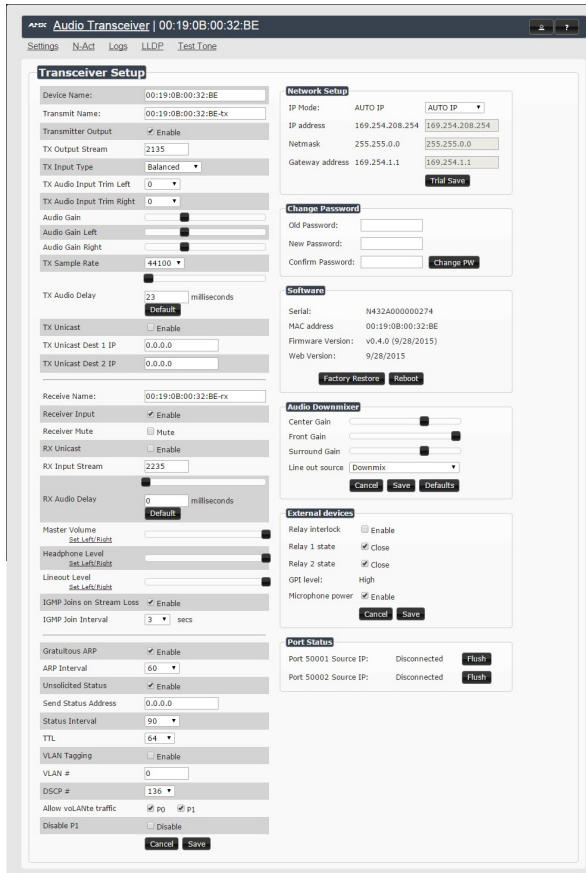 AMX Audio Transceiver | 00:19:0B:00:32:BE
?
Settings N-Act Logs LLDP Test Tone
Transceiver Setup
Device Name: 00:19:0B:00:32:BE
Transmit Name: 00:19:0B:00:32:BE-tx
Transmitter Output Enable
TX Output Stream 2135
TX Input Type Balanced
TX Audio Input Trim Left 0
TX Audio Input Trim Right 0
Audio Gain
Audio Gain Left
Audio Gain Right
TX Sample Rate 44100
TX Audio Delay 23 milliseconds
Default
TX Unicast Enable
TX Unicast Dest 1 IP 0.0.0.0
TX Unicast Dest 2 IP 0.0.0.0
Receive Name: 00:19:0B:00:32:BE-rx
Receiver Input Enable
Receiver Mute Mute
RX Unicast Enable
RX Input Stream 2235
RX Audio Delay 0 milliseconds
Default
Master Volume
Set Left/Right
Headphone Level
Set Left/Right
Lineout Level
Set Left/Right
IGMP Joins on Stream Loss Enable
IGMP Join Interval 3 secs
Gratuitous ARP Enable
ARP Interval 60
Unsolicited Status Enable
Send Status Address 0.0.0.0
Status Interval 90
TTL 64
VLAN Tagging Enable
VLAN # 0
DSCP # 136
Allow voLANte traffic P0 P1
Disable P1 Disable
Cancel Save
Network Setup
IP Mode: AUTO IP AUTO IP
IP address 169.254.208.254 169.254.208.254
Netmask 255.255.0.0 255.255.0.0
Gateway address 169.254.1.1 169.254.1.1
Trial Save
Change Password
Old Password:
New Password:
Confirm Password: Change PW
Software
Serial: N432A000000274
MAC address 00:19:0B:00:32:BE
Firmware Version: v0.4.0 (9/28/2015)
Web Version: 9/28/2015
Factory Restore Reboot
Audio Downmixer
Center Gain
Front Gain
Surround Gain
Line out source Downmix
Cancel Save Defaults
External devices
Relay interlock Enable
Relay 1 state Close
Relay 2 state Close
GPI level: High
Microphone power Enable
Cancel Save
Port Status
Port 50001 Source IP: Disconnected Flush
Port 50002 Source IP: Disconnected Flush